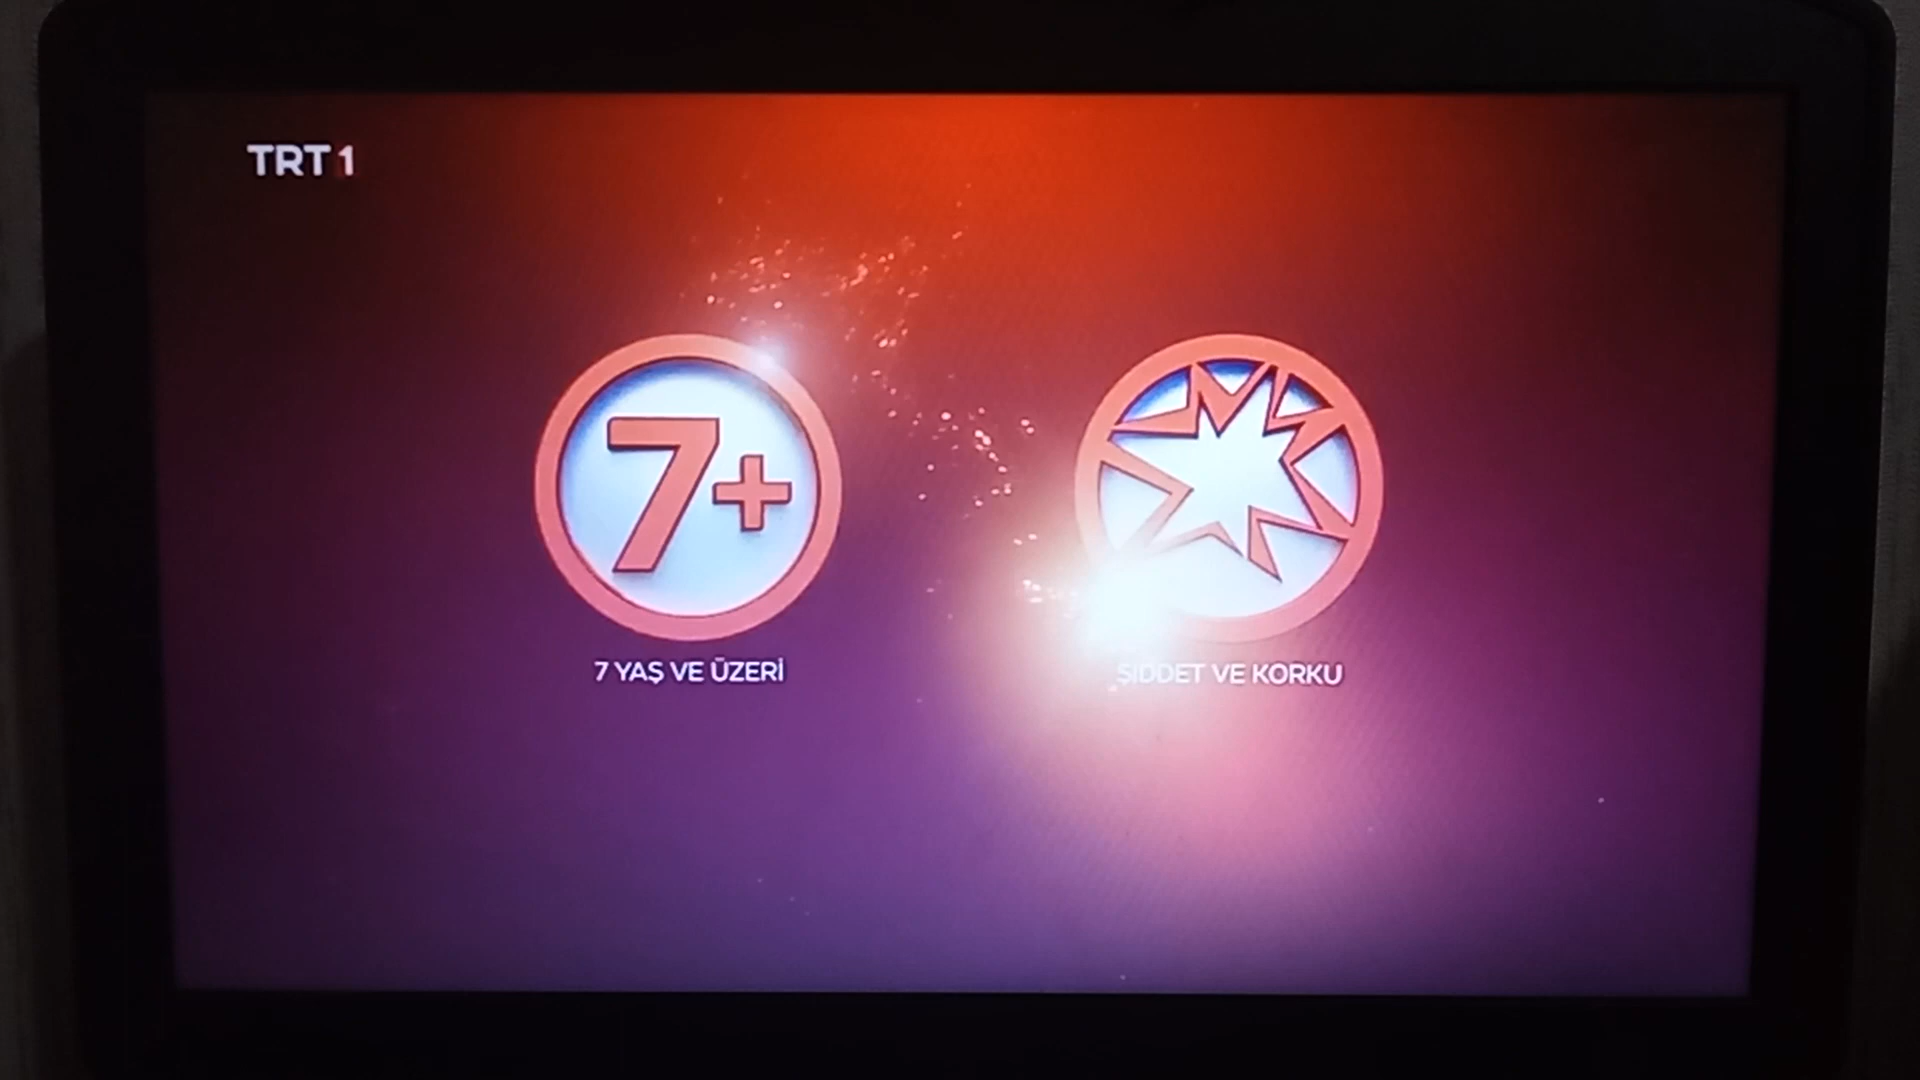 TRT 1
7+
7 YAŞ VE ÜZERİ
ŞİDDET VE KORKU